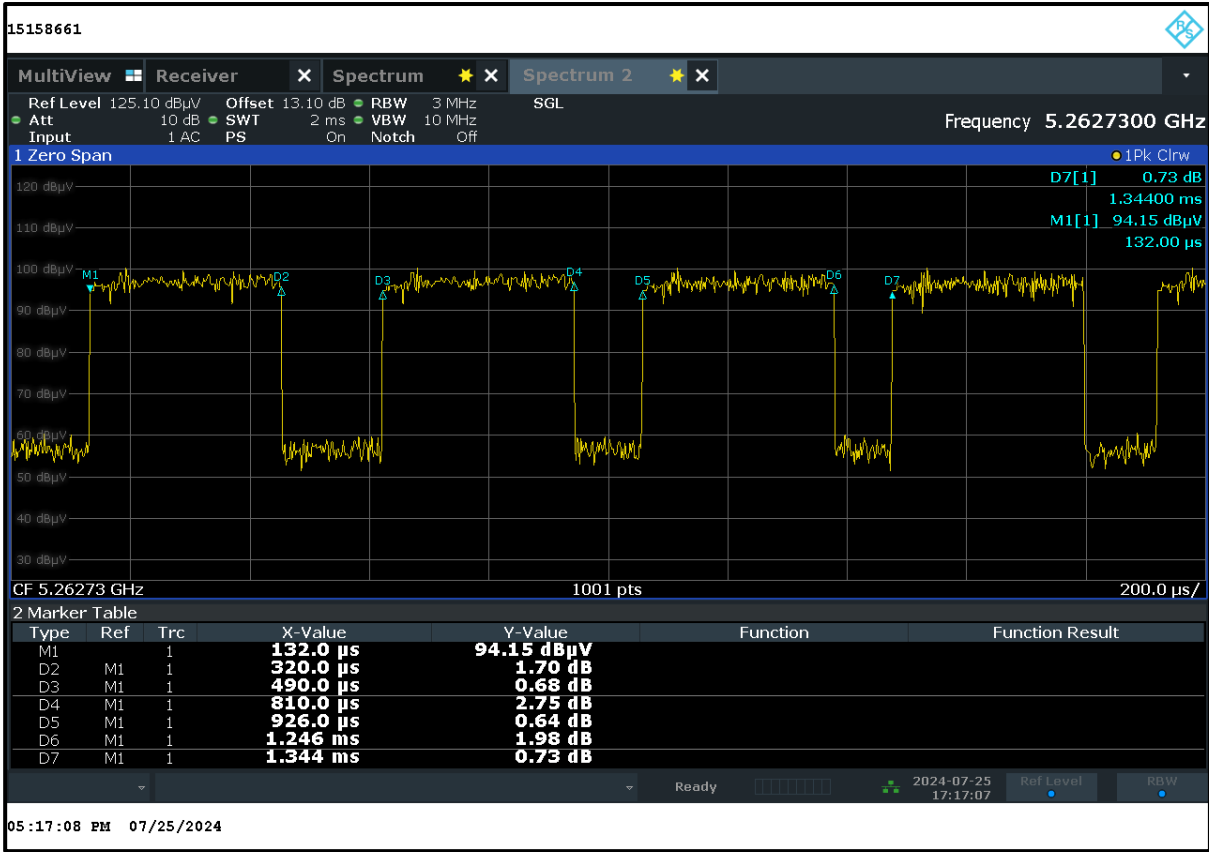 15158661
MultiView Receiver X Spectrum X Spectrum 2 X
Ref Level 125.10 dBµV Offset 13.10 dB RBW 3 MHz SGL
Att 10 dB SWT 2 ms VBW 10 MHz
Input 1 AC PS On Notch Off
Frequency 5.2627300 GHz
1 Zero Span 1Pk Clrw
D7[1] 0.73 dB
1.34400 ms
M1[1] 94.15 dBµV
132.00 µs
120 dBµV
110 dBµV
100 dBµV
90 dBµV
80 dBµV
70 dBµV
60 dBµV
50 dBµV
40 dBµV
30 dBµV
M1 D2 D3 D4 D5 D6 D7
CF 5.26273 GHz 1001 pts 200.0 µs/
2 Marker Table
Type Ref Trc X-Value Y-Value Function Function Result
M1 1 132.0 µs 94.15 dBµV
D2 M1 1 320.0 µs 1.70 dB
D3 M1 1 490.0 µs 0.68 dB
D4 M1 1 810.0 µs 2.75 dB
D5 M1 1 926.0 µs 0.64 dB
D6 M1 1 1.246 ms 1.98 dB
D7 M1 1 1.344 ms 0.73 dB
Ready 2024-07-25 Ref Level RBW
17:17:07
05:17:08 PM 07/25/2024
R&S